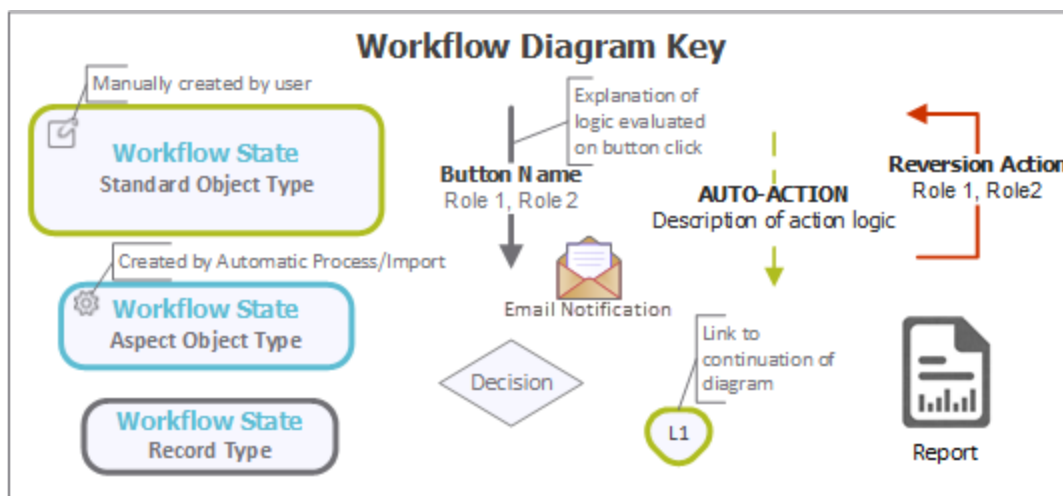 Workflow Diagram Key
Manually created by user
Workflow State
Standard Object Type
Created by Automatic Process/Import
Workflow State
Aspect Object Type
Workflow State
Record Type
Explanation of
logic evaluated
on button click
Button Name
Role 1, Role 2
Email Notification
Decision
AUTO-ACTION
Description of action logic
Link to
continuation of
diagram
L1
Reversion Action
Role 1, Role2
Report